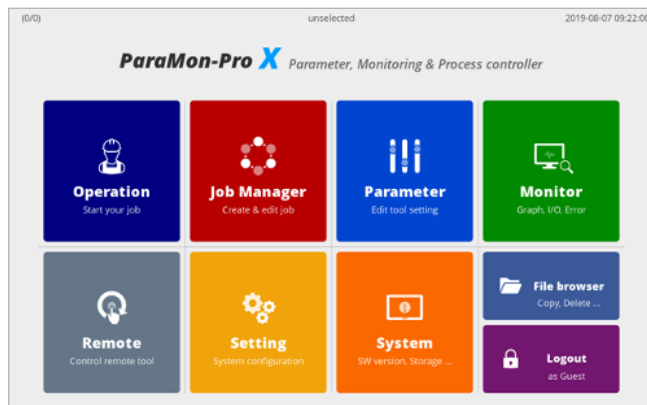 (0/0) unselected 2019-08-07 09:22:00
ParaMon-Pro X Parameter, Monitoring & Process controller
Operation
Start your job
Job Manager
Create & edit job
Parameter
Edit tool setting
Monitor
Graph, I/O, Error
Remote
Control remote tool
Setting
System configuration
System
SW version, Storage ...
File browser
Copy, Delete ...
Logout
as Guest